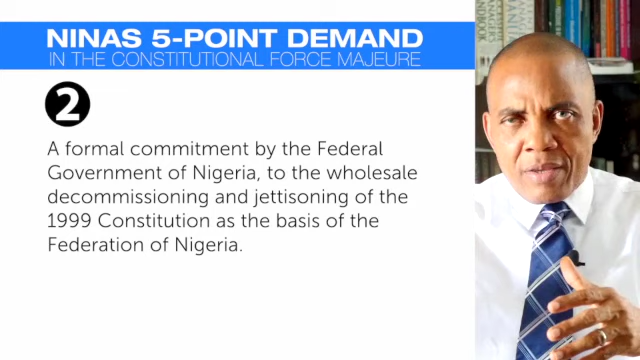 NINAS 5-POINT DEMAND
IN THE CONSTITUTIONAL FORCE MAJEURE
2
A formal commitment by the Federal
Government of Nigeria, to the wholesale
decommissioning and jettisoning of the
1999 Constitution as the basis of the
Federation of Nigeria.